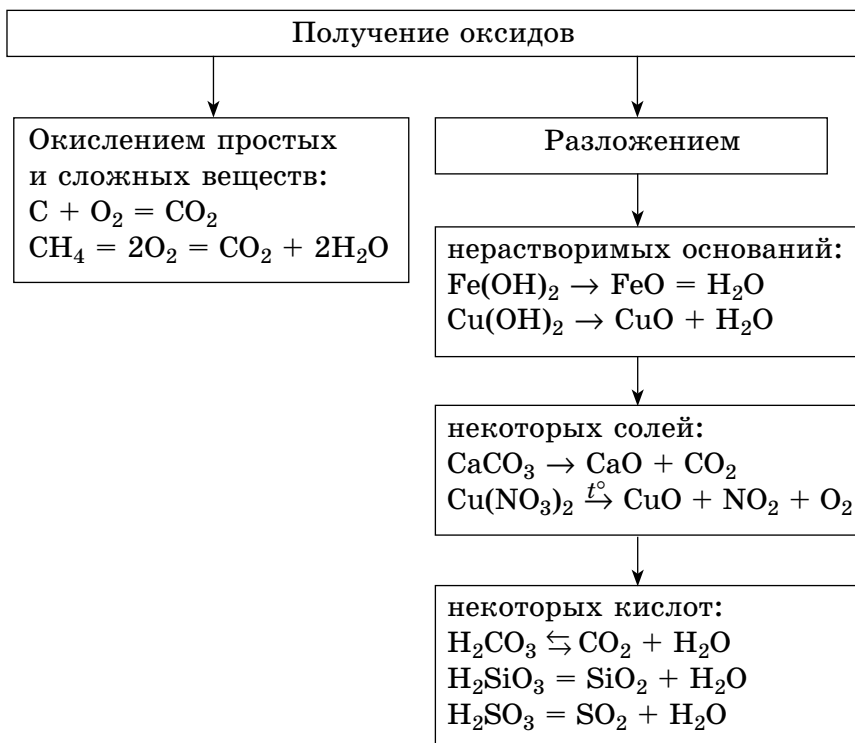 Получение оксидов
Окислением простых
и сложных веществ:
C + O₂ = CO₂
CH₄ = 2O₂ = CO₂ + 2H₂O
Разложением
нерастворимых оснований:
Fe(OH)₂ → FeO = H₂O
Cu(OH)₂ → CuO + H₂O
некоторых солей:
CaCO₃ → CaO + CO₂
Cu(NO₃)₂ t°→ CuO + NO₂ + O₂
некоторых кислот:
H₂CO₃ ⇆ CO₂ + H₂O
H₂SiO₃ = SiO₂ + H₂O
H₂SO₃ = SO₂ + H₂O